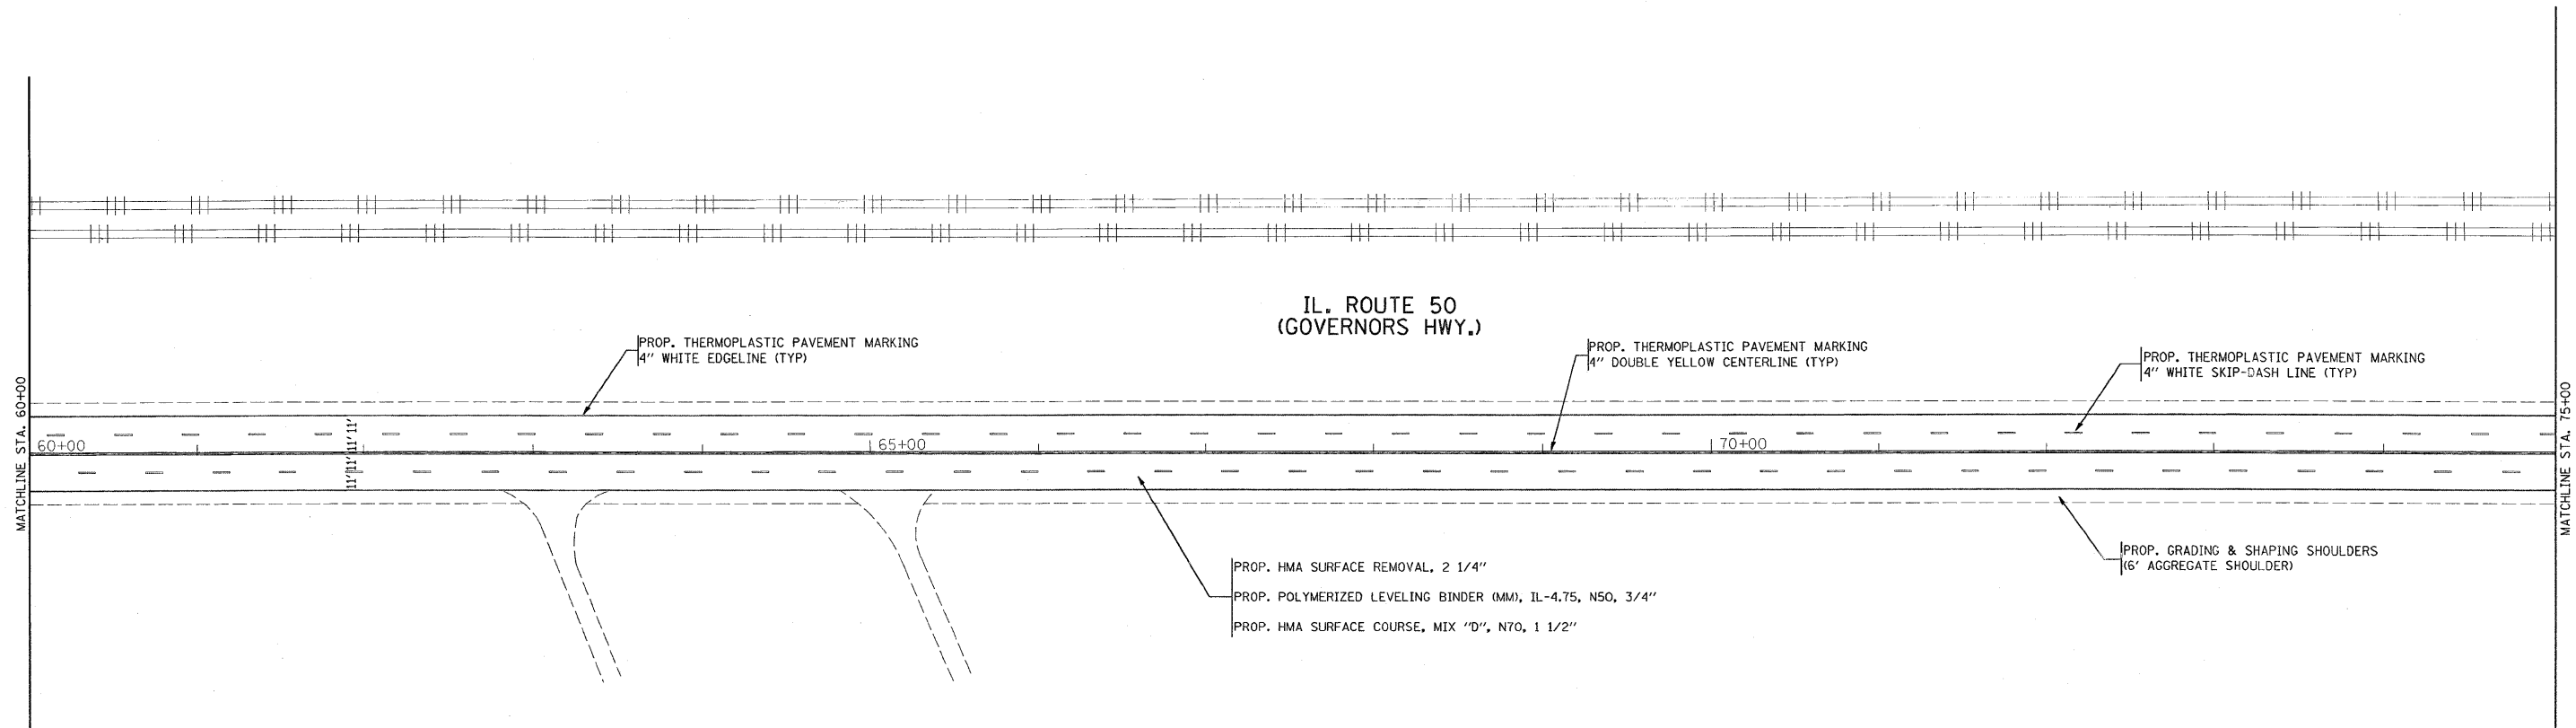 IL. ROUTE 50
(GOVERNORS HWY.)
PROP. THERMOPLASTIC PAVEMENT MARKING
4" WHITE EDGELINE (TYP)
PROP. THERMOPLASTIC PAVEMENT MARKING
4" DOUBLE YELLOW CENTERLINE (TYP)
PROP. THERMOPLASTIC PAVEMENT MARKING
4" WHITE SKIP-DASH LINE (TYP)
MATCHLINE STA. 60+00
60+00
11' 11' 11' 11'
65+00
70+00
MATCHLINE STA. 75+00
PROP. HMA SURFACE REMOVAL, 2 1/4"
PROP. POLYMERIZED LEVELING BINDER (MM), IL-4.75, N50, 3/4"
PROP. HMA SURFACE COURSE, MIX "D", N70, 1 1/2"
PROP. GRADING & SHAPING SHOULDERS
(6' AGGREGATE SHOULDER)